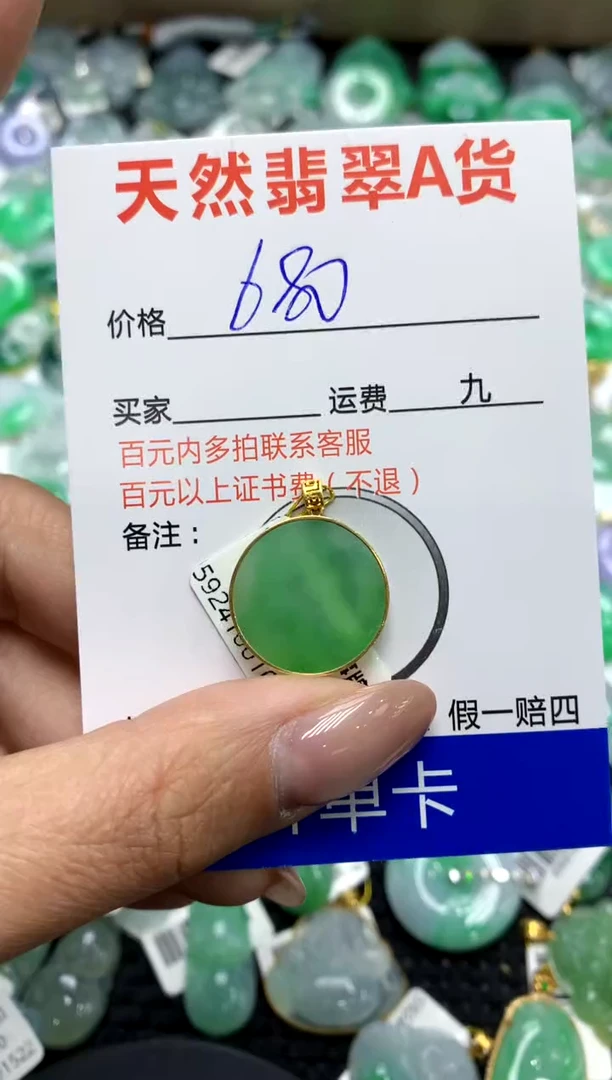 天然翡翠A货
价格 680
买家 运费 九
百元内多拍联系客服
百元以上证书费（不退）
备注：
假一赔四
单卡